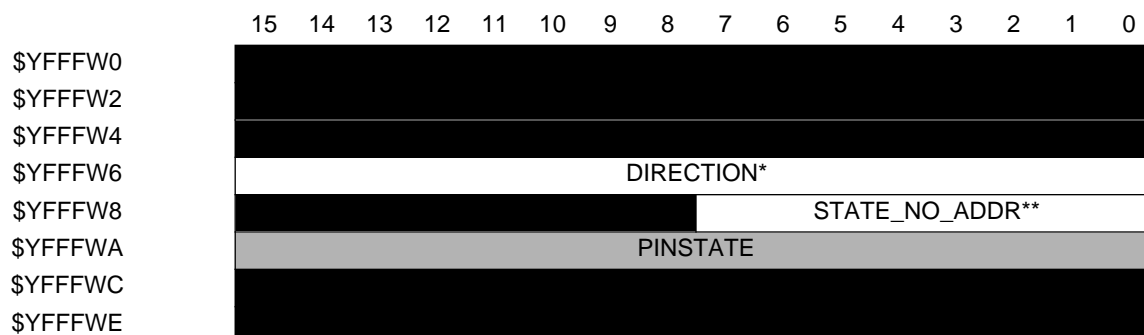 15 14 13 12 11 10 9 8 7 6 5 4 3 2 1 0
$YFFFW0
$YFFFW2
$YFFFW4
$YFFFW6 DIRECTION*
$YFFFW8 STATE_NO_ADDR**
$YFFFWA PINSTATE
$YFFFWC
$YFFFWE